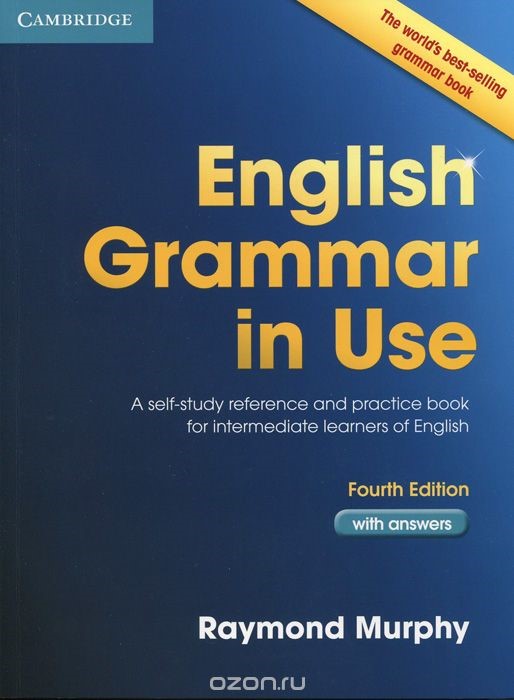 CAMBRIDGE
The world's best-selling
grammar book
English
Grammar
in Use
A self-study reference and practice book
for intermediate learners of English
Fourth Edition
with answers
Raymond Murphy
ozon.ru